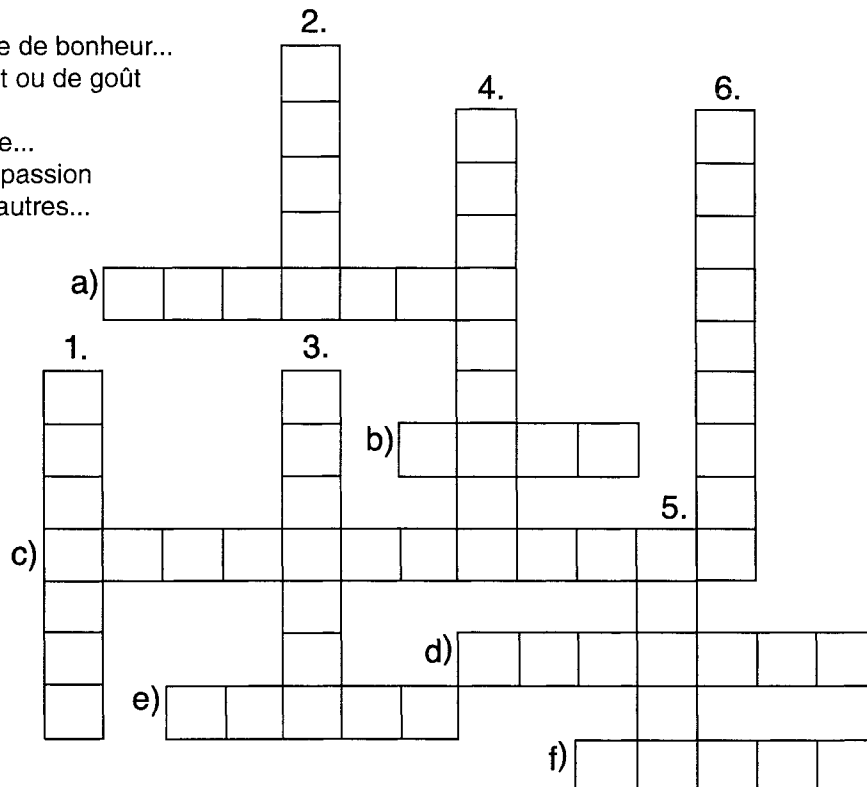 e de bonheur...
t ou de goût
e...
passion
autres...
2.
4.
6.
a)
1.
3.
b)
5.
c)
d)
e)
f)